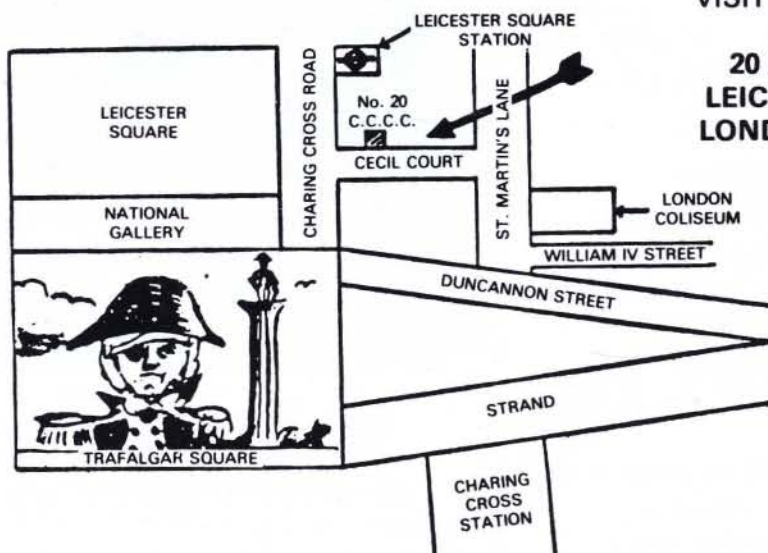 VISIT
LEICESTER SQUARE
STATION
20
LEIC
LOND
CHARING CROSS ROAD
LEICESTER
SQUARE
No. 20
C.C.C.C.
ST. MARTIN'S LANE
CECIL COURT
NATIONAL
GALLERY
LONDON
COLISEUM
WILLIAM IV STREET
DUNCANNON STREET
STRAND
TRAFALGAR SQUARE
CHARING
CROSS
STATION